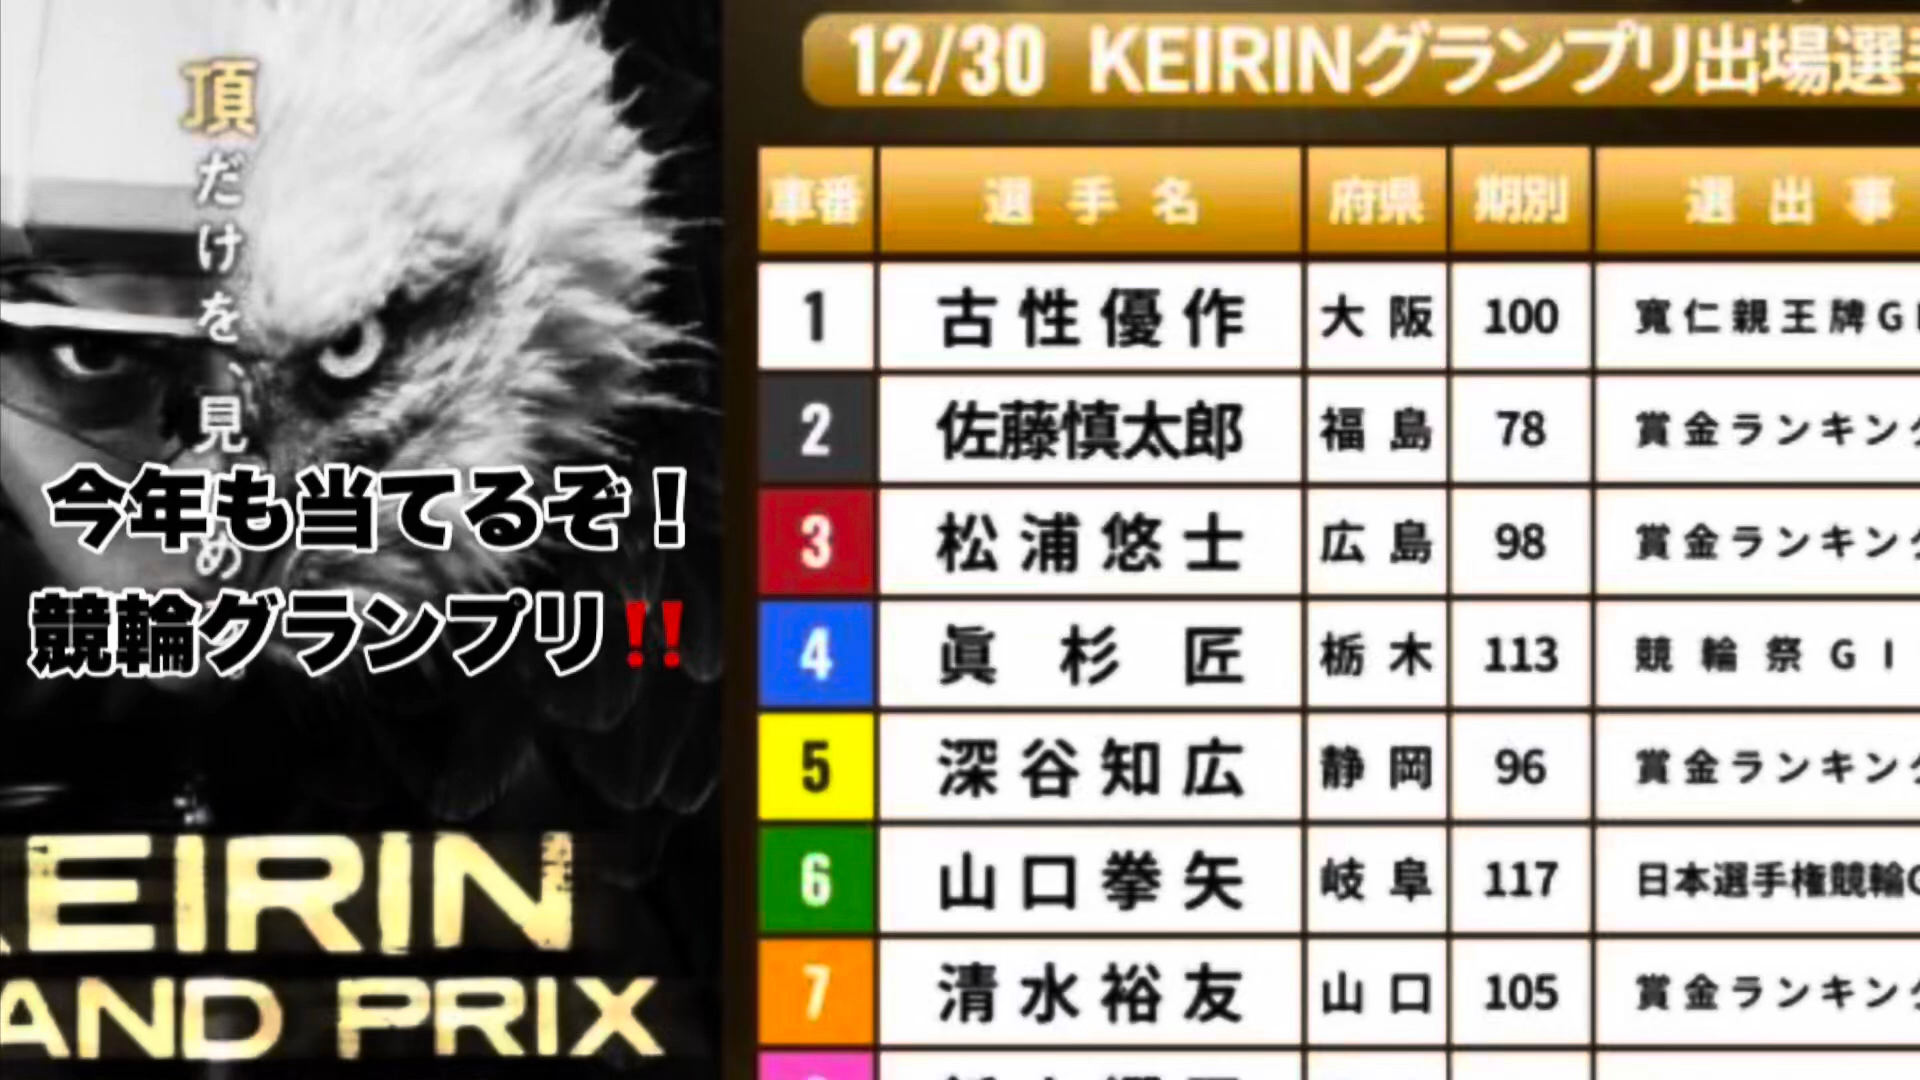 頂だけを、見
今年も当てるぞ！
競輪グランプリ‼
EIRIN
AND PRIX
12/30 KEIRINグランプリ出場選手
車番 選手名 府県 期別 選出事
1 古性優作 大阪 100 寛仁親王牌G
2 佐藤慎太郎 福島 78 賞金ランキン
3 松浦悠士 広島 98 賞金ランキン
4 眞杉匠 栃木 113 競輪祭GI
5 深谷知広 静岡 96 賞金ランキン
6 山口拳矢 岐阜 117 日本選手権競輪G
7 清水裕友 山口 105 賞金ランキン